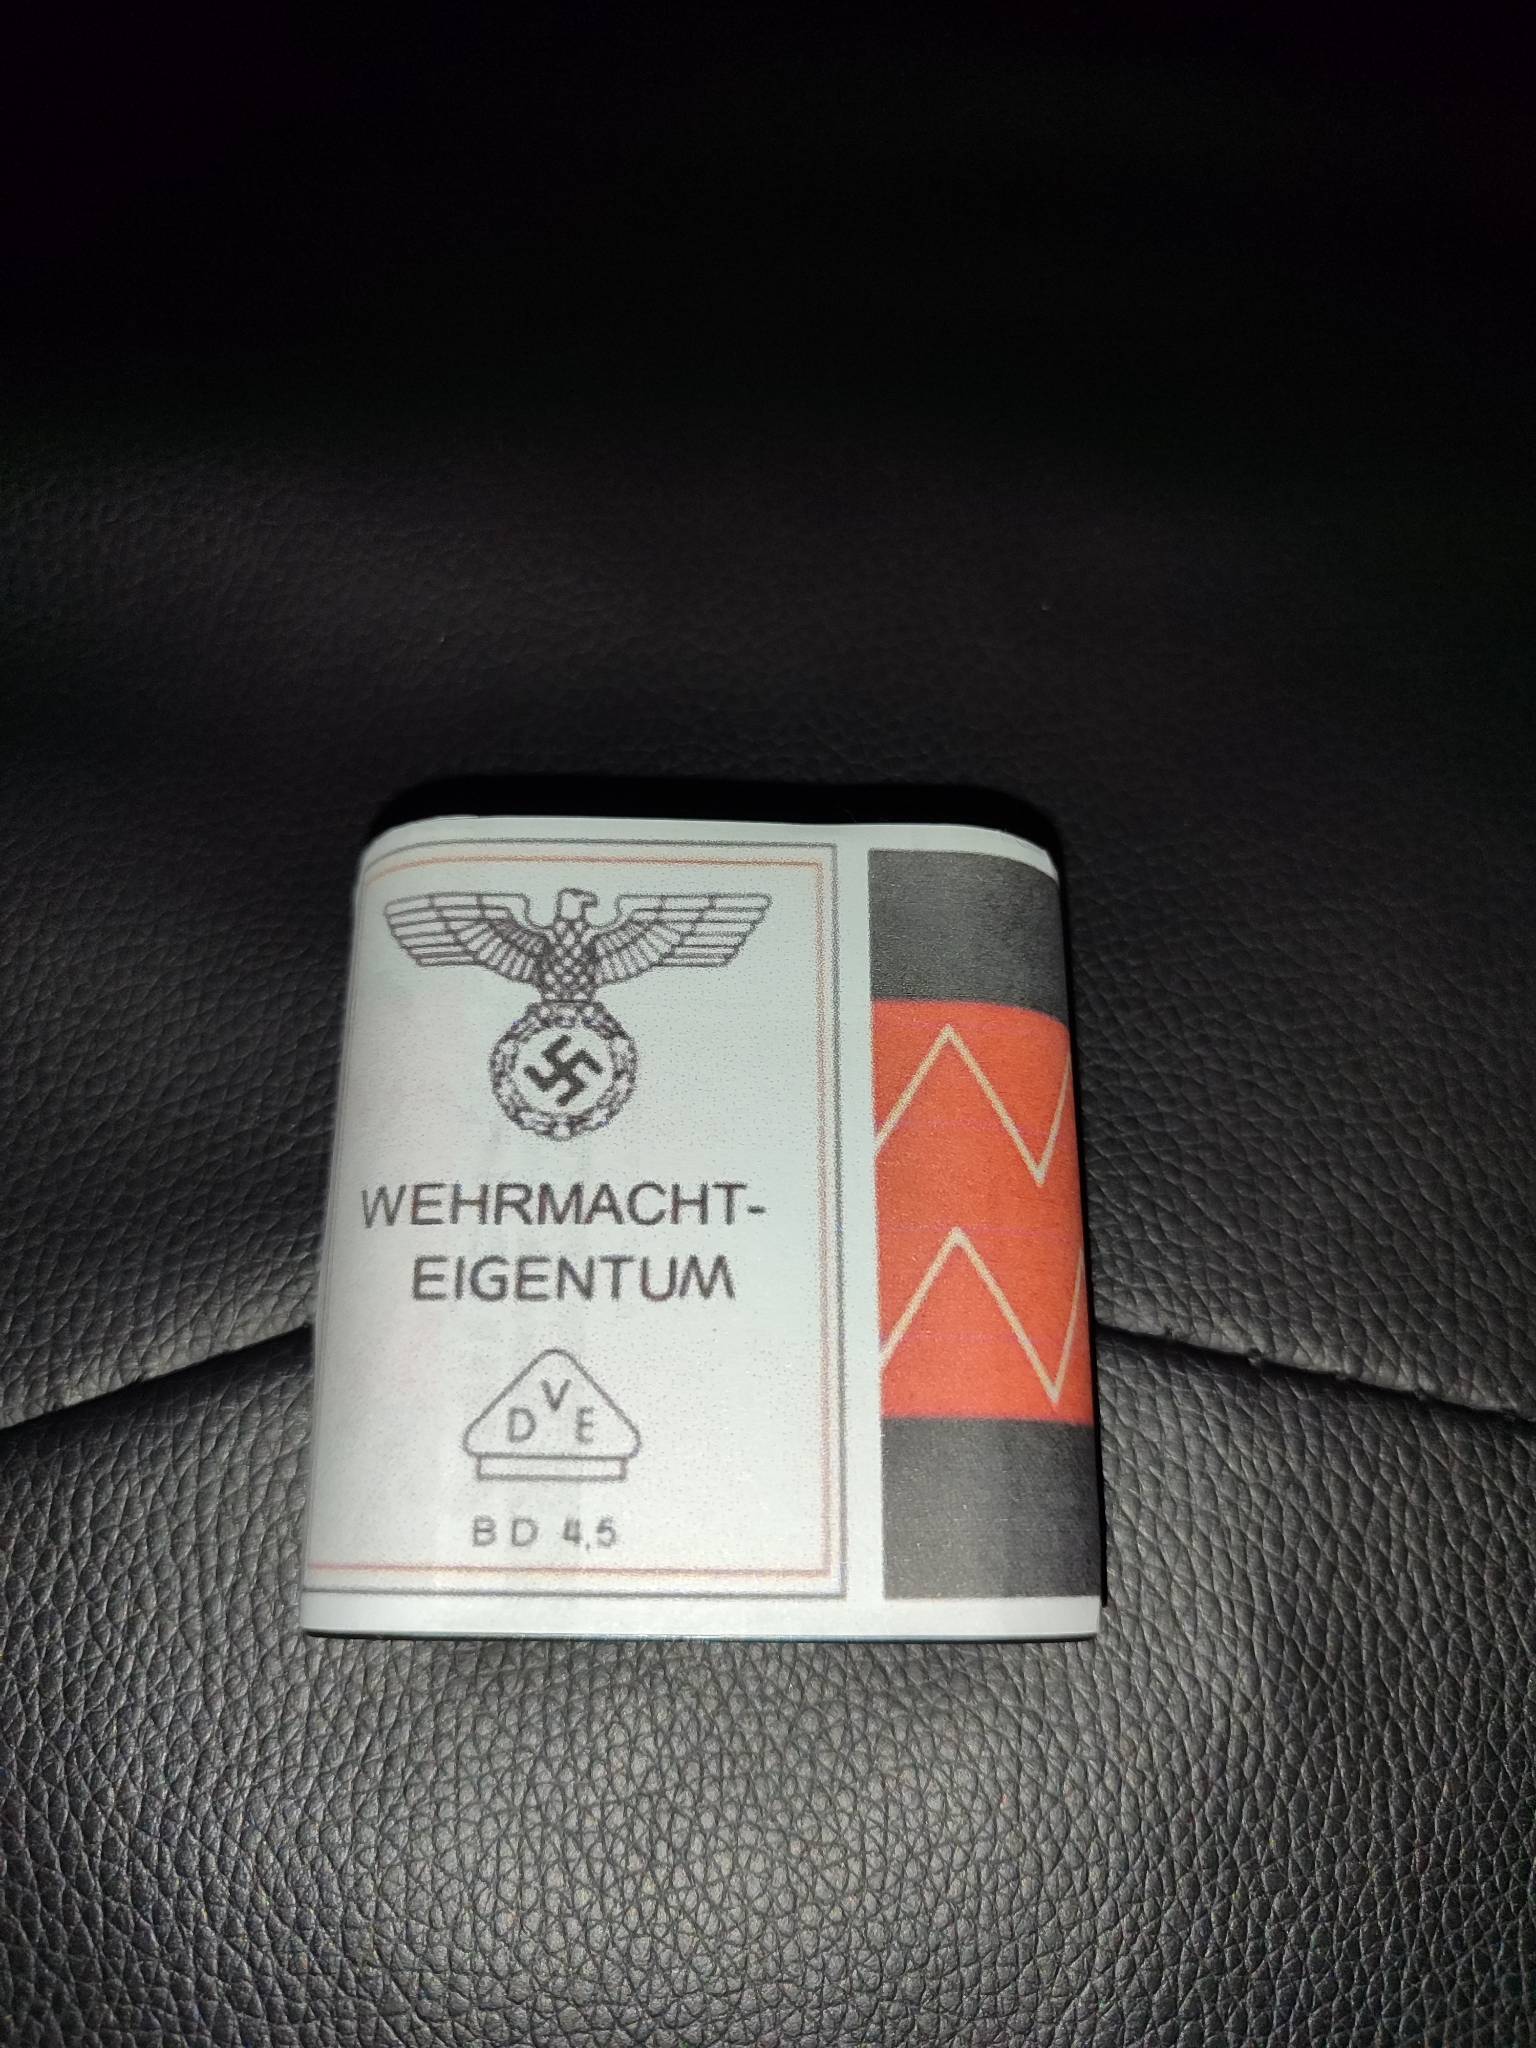 WEHRMACHT-
EIGENTUM
V
D E
BD 4,5